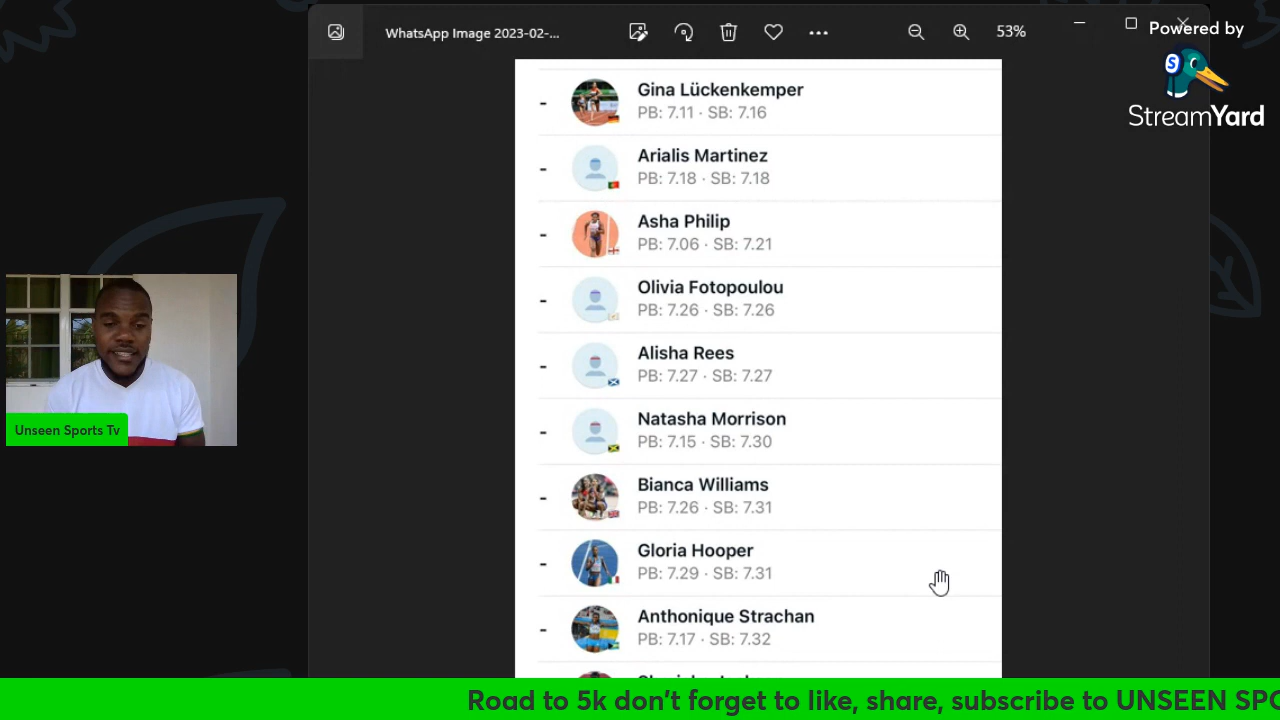 WhatsApp Image 2023-02-...
53%
Powered by
S
StreamYard
Gina Lückenkemper
PB: 7.11 · SB: 7.16
Arialis Martinez
PB: 7.18 · SB: 7.18
Asha Philip
PB: 7.06 · SB: 7.21
Olivia Fotopoulou
PB: 7.26 · SB: 7.26
Alisha Rees
PB: 7.27 · SB: 7.27
Natasha Morrison
PB: 7.15 · SB: 7.30
Bianca Williams
PB: 7.26 · SB: 7.31
Gloria Hooper
PB: 7.29 · SB: 7.31
Anthonique Strachan
PB: 7.17 · SB: 7.32
Unseen Sports Tv
Road to 5k don't forget to like, share, subscribe to UNSEEN SPO